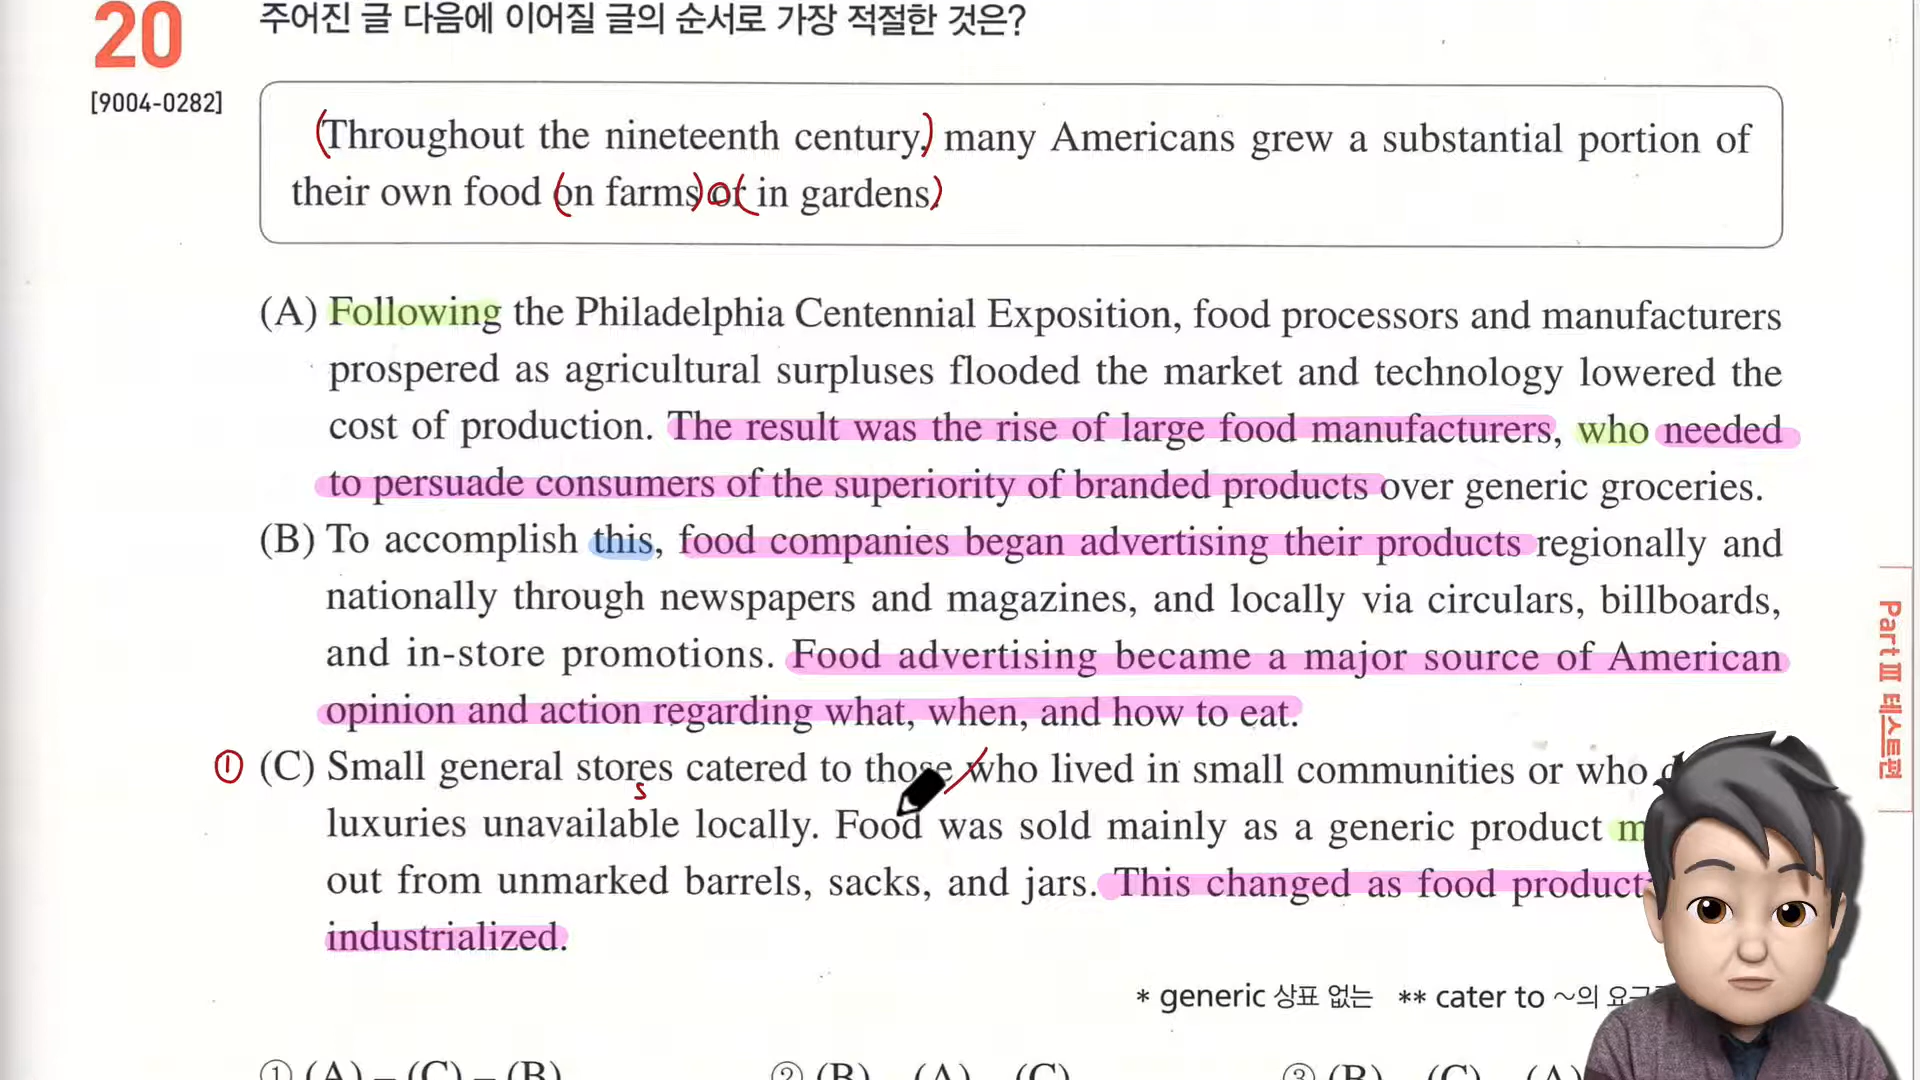 20
주어진 글 다음에 이어질 글의 순서로 가장 적절한 것은?
[9004-0282]
(Throughout the nineteenth century,) many Americans grew a substantial portion of
their own food (on farms) or (in gardens.)
(A) Following the Philadelphia Centennial Exposition, food processors and manufacturers
prospered as agricultural surpluses flooded the market and technology lowered the
cost of production. The result was the rise of large food manufacturers, who needed
to persuade consumers of the superiority of branded products over generic groceries.
(B) To accomplish this, food companies began advertising their products regionally and
nationally through newspapers and magazines, and locally via circulars, billboards,
and in-store promotions. Food advertising became a major source of American
opinion and action regarding what, when, and how to eat.
① (C) Small general stores catered to those who lived in small communities or who
s
luxuries unavailable locally. Food was sold mainly as a generic product
out from unmarked barrels, sacks, and jars. This changed as food
industrialized.
* generic 상표 없는 ** cater to ~의
① (A) – (C) – (B)
② (B) – (A) – (C)
③ (B) – (C) – (A)
Part Ⅲ 테스트편